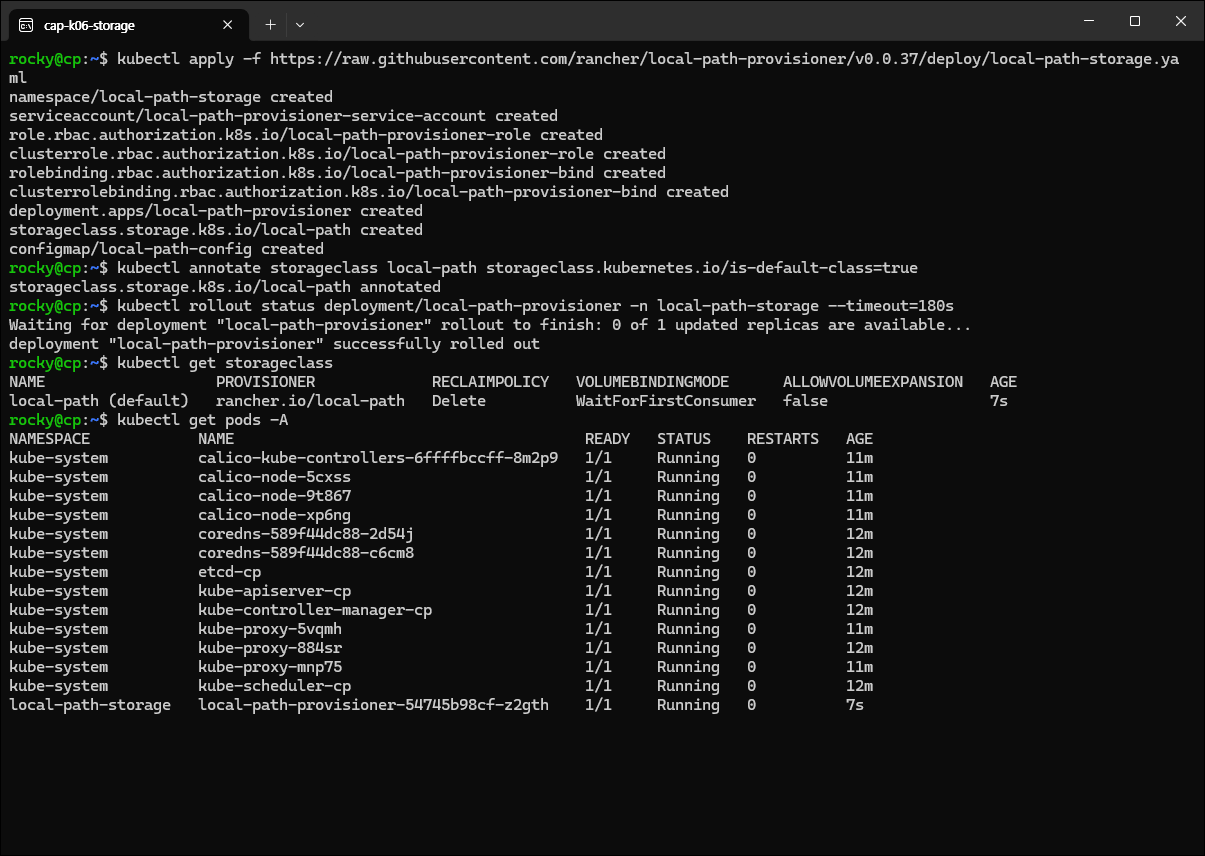 cap-k06-storage
rocky@cp:~$ kubectl apply -f https://raw.githubusercontent.com/rancher/local-path-provisioner/v0.0.37/deploy/local-path-storage.ya
ml
namespace/local-path-storage created
serviceaccount/local-path-provisioner-service-account created
role.rbac.authorization.k8s.io/local-path-provisioner-role created
clusterrole.rbac.authorization.k8s.io/local-path-provisioner-role created
rolebinding.rbac.authorization.k8s.io/local-path-provisioner-bind created
clusterrolebinding.rbac.authorization.k8s.io/local-path-provisioner-bind created
deployment.apps/local-path-provisioner created
storageclass.storage.k8s.io/local-path created
configmap/local-path-config created
rocky@cp:~$ kubectl annotate storageclass local-path storageclass.kubernetes.io/is-default-class=true
storageclass.storage.k8s.io/local-path annotated
rocky@cp:~$ kubectl rollout status deployment/local-path-provisioner -n local-path-storage --timeout=180s
Waiting for deployment "local-path-provisioner" rollout to finish: 0 of 1 updated replicas are available...
deployment "local-path-provisioner" successfully rolled out
rocky@cp:~$ kubectl get storageclass
NAME                   PROVISIONER             RECLAIMPOLICY   VOLUMEBINDINGMODE      ALLOWVOLUMEEXPANSION   AGE
local-path (default)   rancher.io/local-path   Delete          WaitForFirstConsumer   false                  7s
rocky@cp:~$ kubectl get pods -A
NAMESPACE            NAME                                       READY   STATUS    RESTARTS   AGE
kube-system          calico-kube-controllers-6ffffbccff-8m2p9   1/1     Running   0          11m
kube-system          calico-node-5cxss                          1/1     Running   0          11m
kube-system          calico-node-9t867                          1/1     Running   0          11m
kube-system          calico-node-xp6ng                          1/1     Running   0          11m
kube-system          coredns-589f44dc88-2d54j                   1/1     Running   0          12m
kube-system          coredns-589f44dc88-c6cm8                   1/1     Running   0          12m
kube-system          etcd-cp                                    1/1     Running   0          12m
kube-system          kube-apiserver-cp                          1/1     Running   0          12m
kube-system          kube-controller-manager-cp                 1/1     Running   0          12m
kube-system          kube-proxy-5vqmh                           1/1     Running   0          11m
kube-system          kube-proxy-884sr                           1/1     Running   0          12m
kube-system          kube-proxy-mnp75                           1/1     Running   0          11m
kube-system          kube-scheduler-cp                          1/1     Running   0          12m
local-path-storage   local-path-provisioner-54745b98cf-z2gth    1/1     Running   0          7s